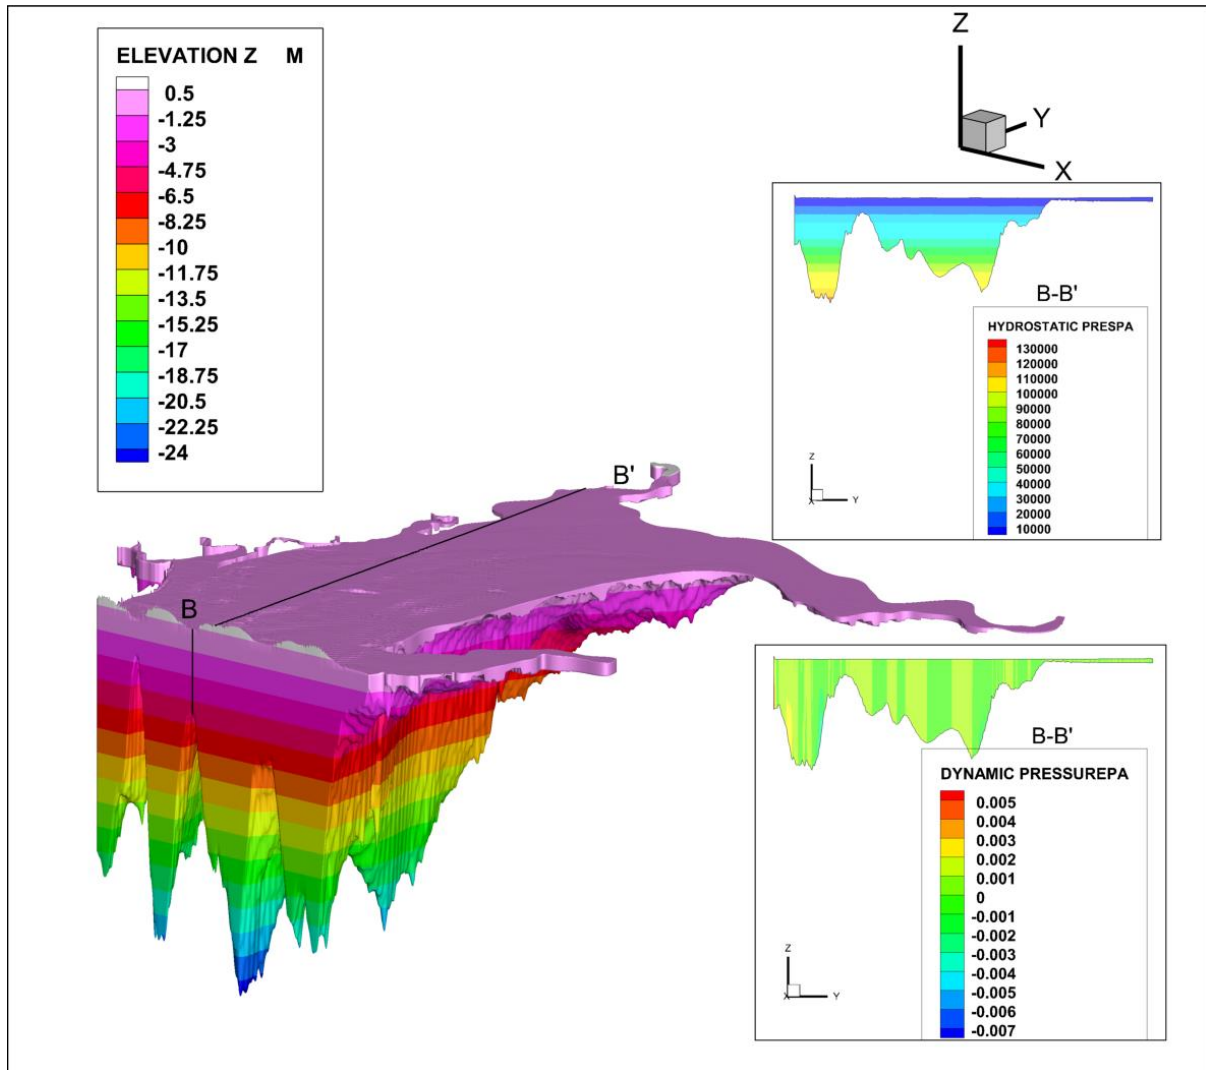 ELEVATION Z M
0.5
-1.25
-3
-4.75
-6.5
-8.25
-10
-11.75
-13.5
-15.25
-17
-18.75
-20.5
-22.25
-24
Z
Y
X
B-B'
HYDROSTATIC PRESPA
130000
120000
110000
100000
90000
80000
70000
60000
50000
40000
30000
20000
10000
Z
X
Y
B'
B
B-B'
DYNAMIC PRESSUREPA
0.005
0.004
0.003
0.002
0.001
0
-0.001
-0.002
-0.003
-0.004
-0.005
-0.006
-0.007
Z
X
Y